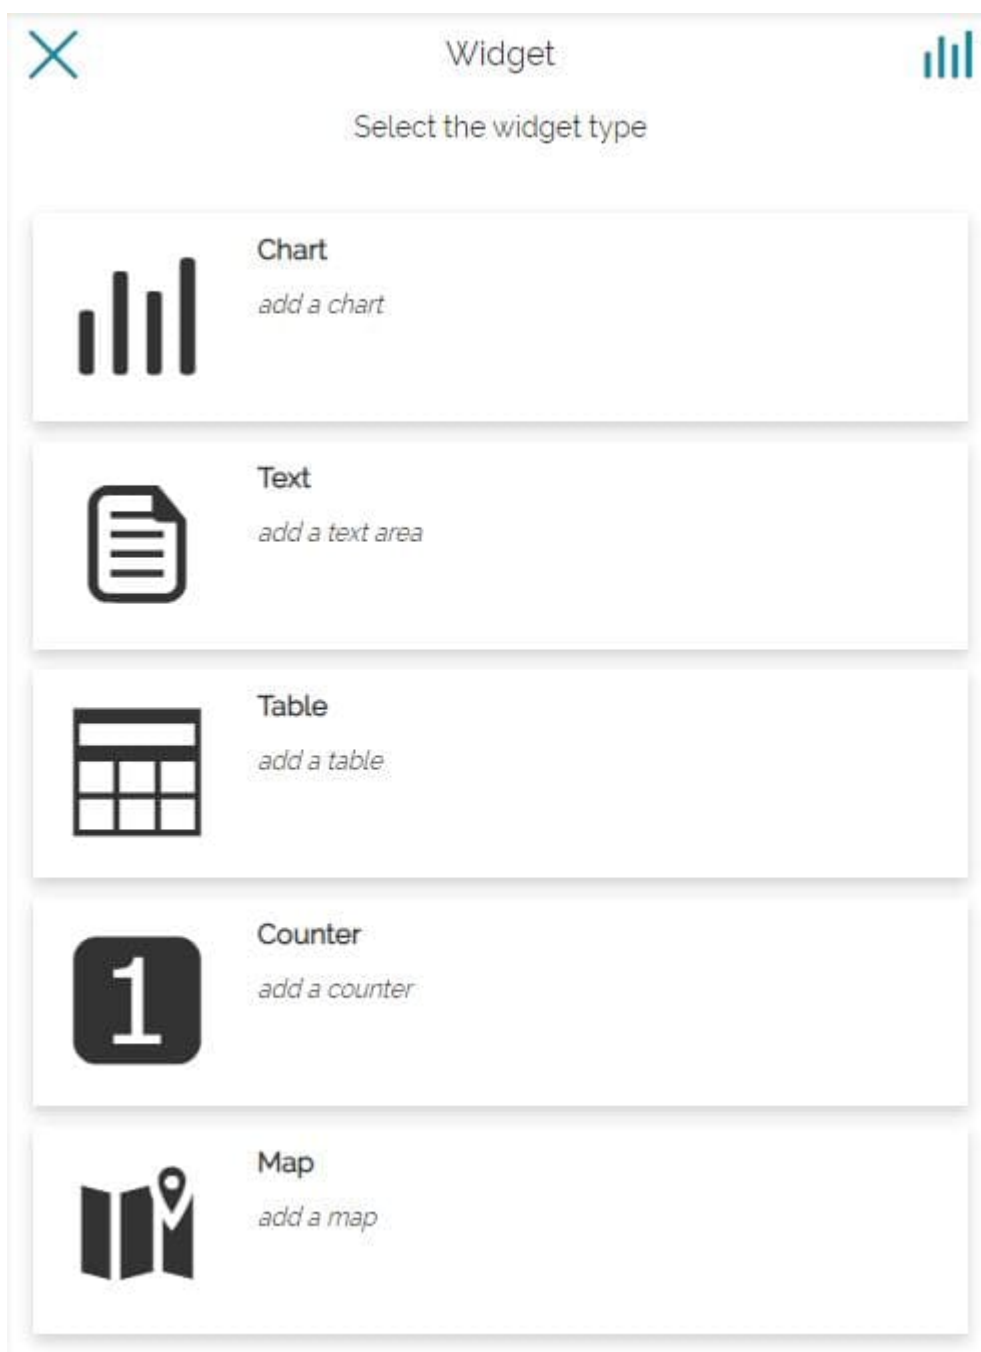 Widget
Select the widget type
Chart
add a chart
Text
add a text area
Table
add a table
1
Counter
add a counter
Map
add a map